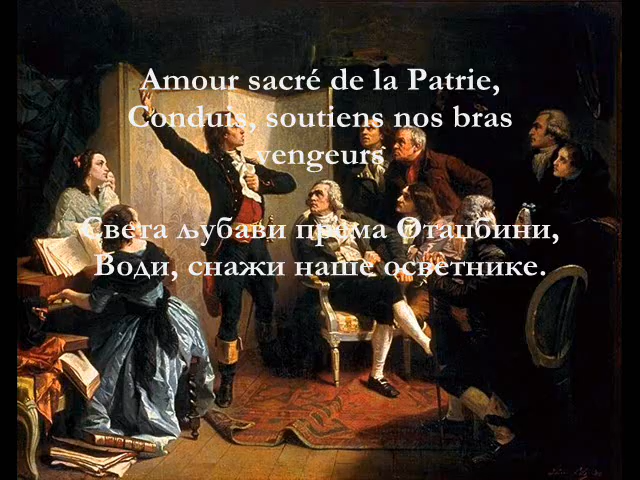 Amour sacré de la Patrie,
Conduis, soutiens nos bras
vengeurs
Света љубави према Отаџбини,
Води, снажи наше осветнике.